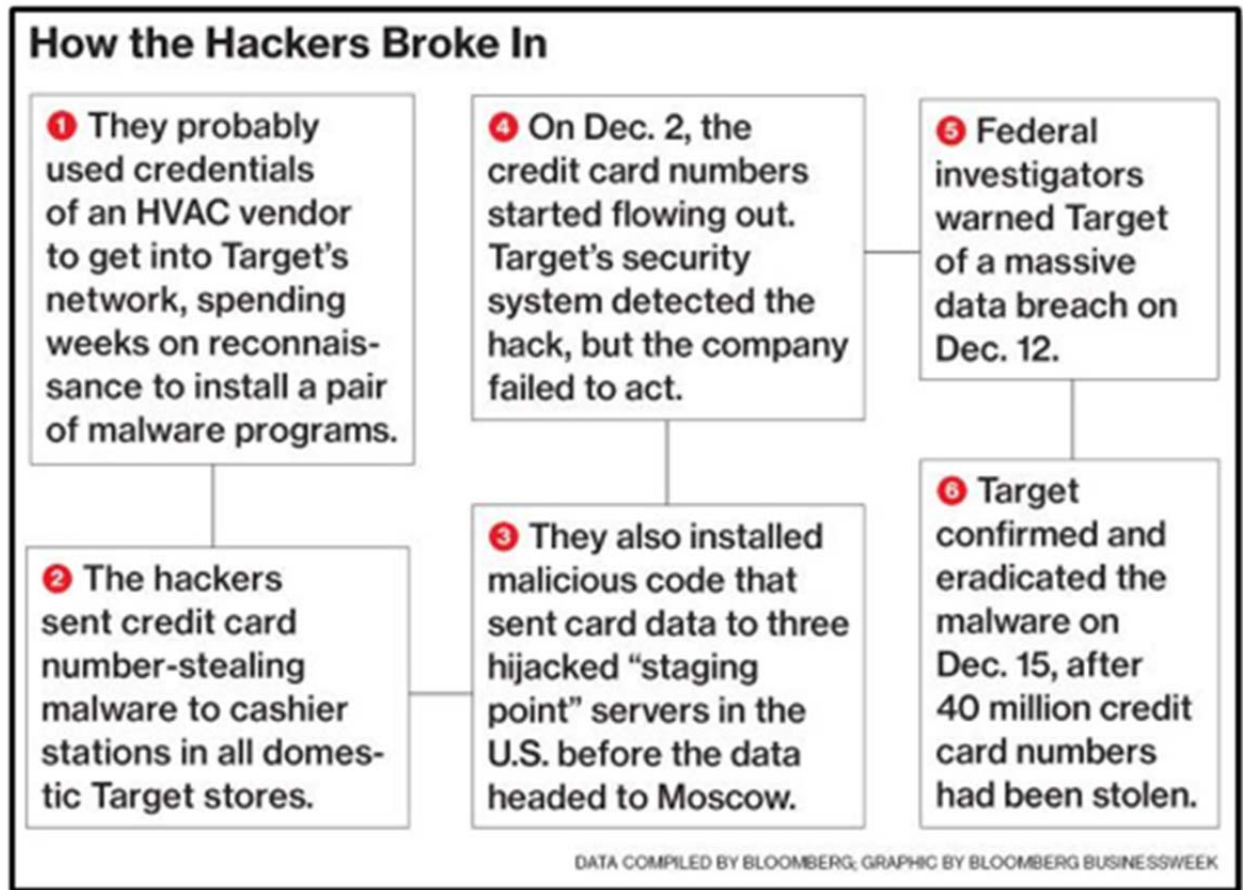 How the Hackers Broke In
1 They probably
used credentials
of an HVAC vendor
to get into Target's
network, spending
weeks on reconnais-
sance to install a pair
of malware programs.
2 The hackers
sent credit card
number-stealing
malware to cashier
stations in all domes-
tic Target stores.
3 They also installed
malicious code that
sent card data to three
hijacked “staging
point” servers in the
U.S. before the data
headed to Moscow.
4 On Dec. 2, the
credit card numbers
started flowing out.
Target's security
system detected the
hack, but the company
failed to act.
5 Federal
investigators
warned Target
of a massive
data breach on
Dec. 12.
6 Target
confirmed and
eradicated the
malware on
Dec. 15, after
40 million credit
card numbers
had been stolen.
DATA COMPILED BY BLOOMBERG; GRAPHIC BY BLOOMBERG BUSINESSWEEK